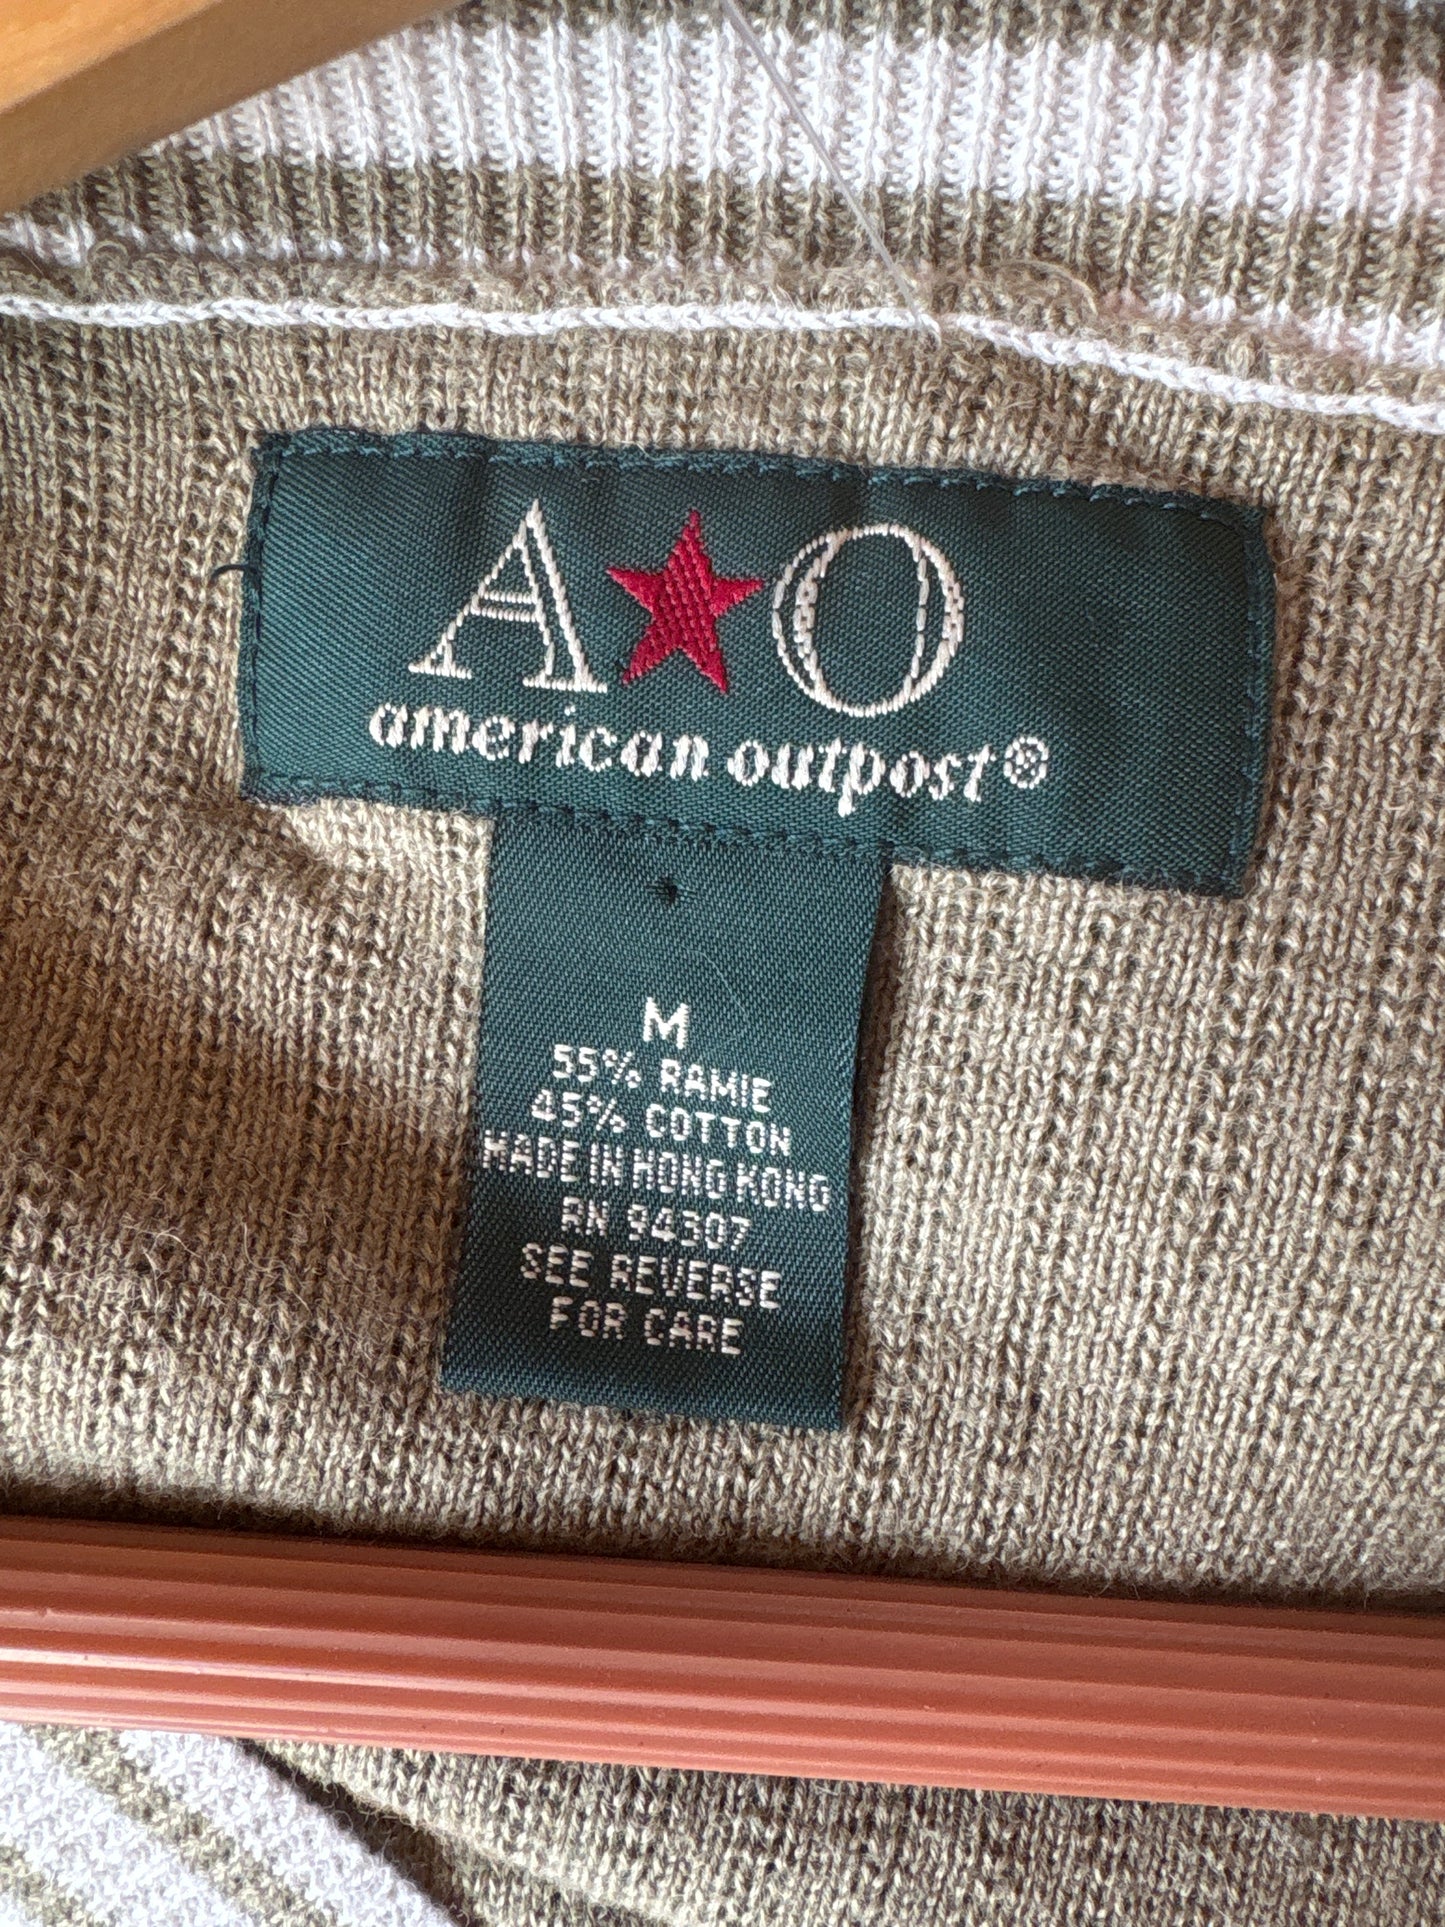 A★O
american outpost®
M
55% RAMIE
45% COTTON
MADE IN HONG KONG
RN 94307
SEE REVERSE
FOR CARE